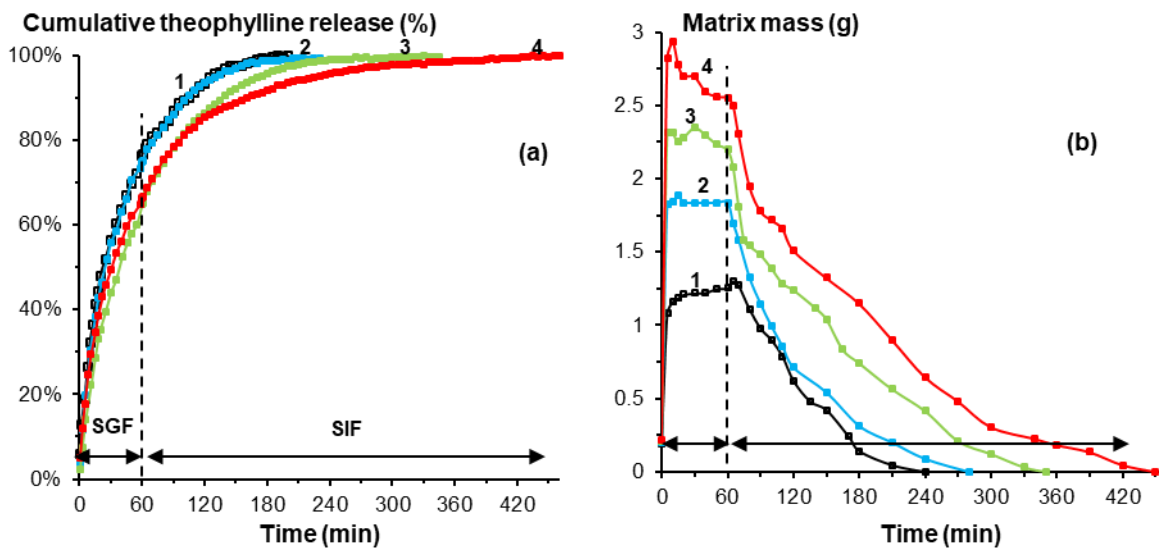 Cumulative theophylline release (%)
100%
80%
60%
40%
20%
0%
1
2
3
4
(a)
SGF
SIF
0 60 120 180 240 300 360 420
Time (min)
Matrix mass (g)
3
2.5
2
1.5
1
0.5
0
4
3
2
1
(b)
0 60 120 180 240 300 360 420
Time (min)